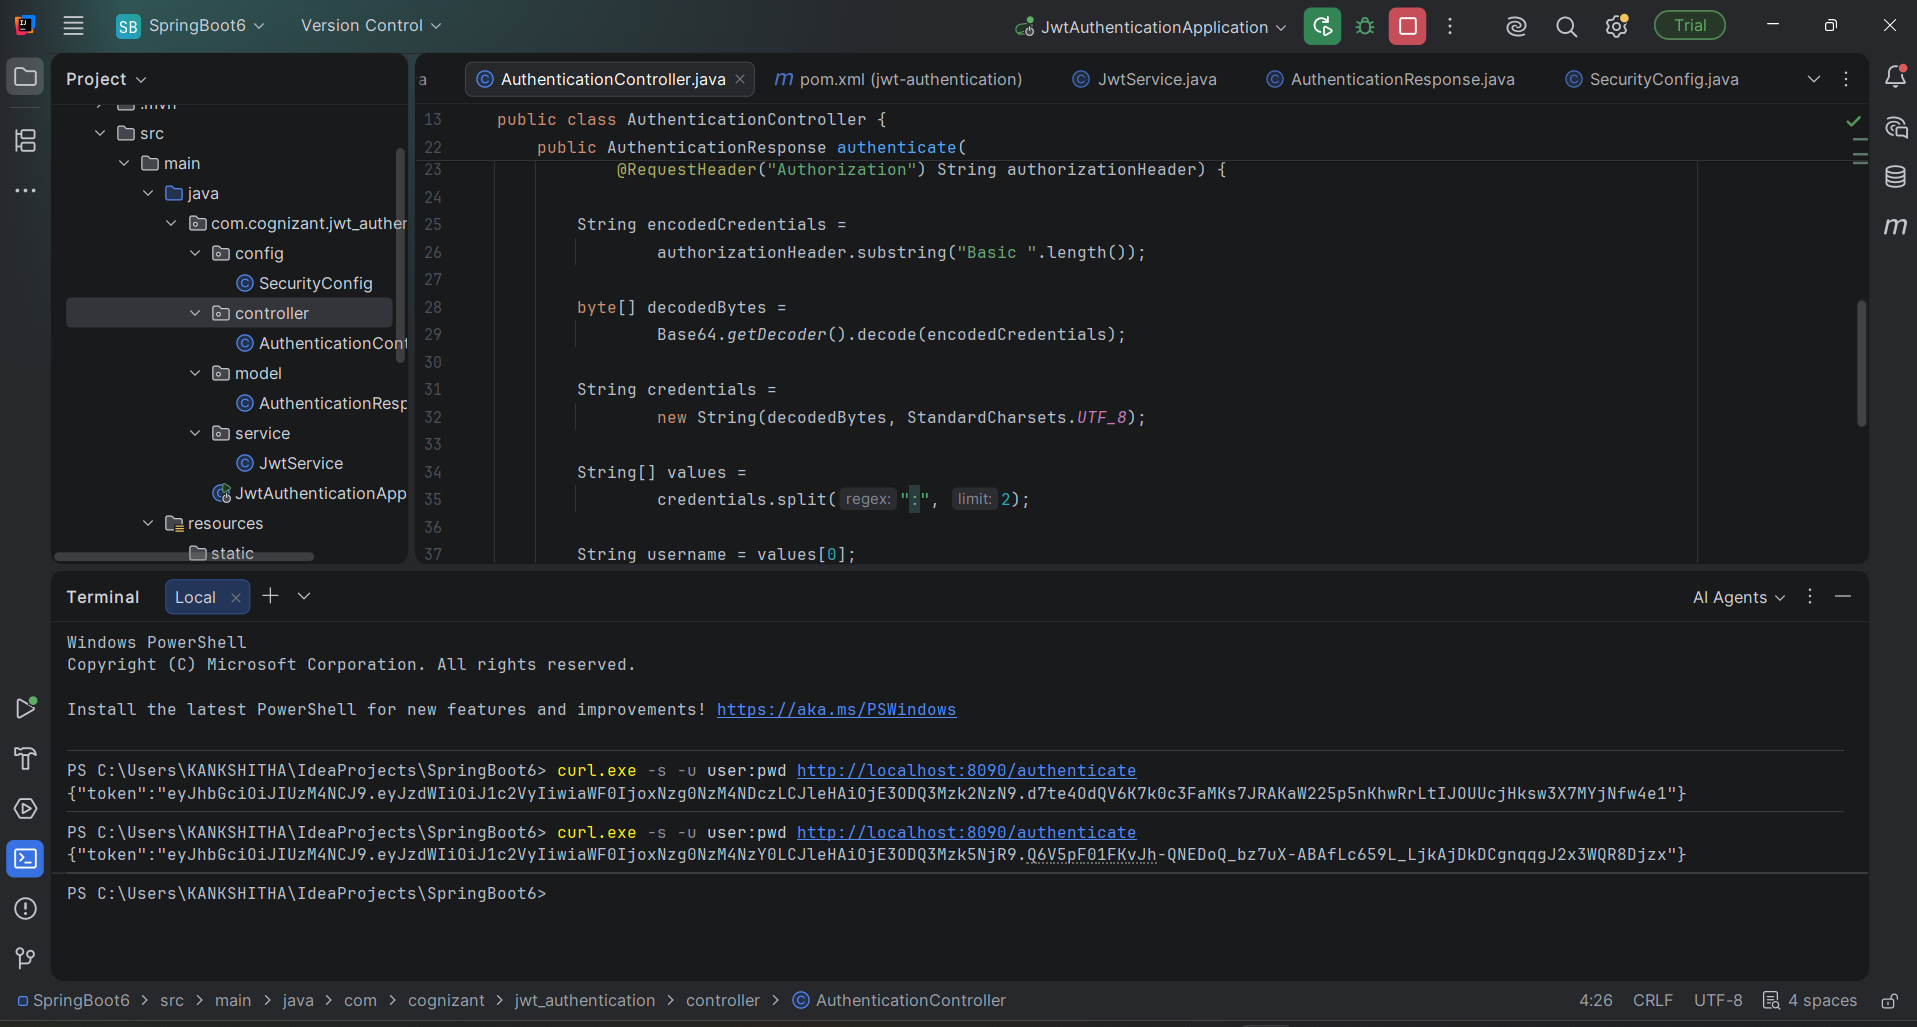 SB SpringBoot6 Version Control JwtAuthenticationApplication Trial
Project
.mvn
src
main
java
com.cognizant.jwt_auther
config
SecurityConfig
controller
AuthenticationCont
model
AuthenticationResp
service
JwtService
JwtAuthenticationApp
resources
static
a AuthenticationController.java pom.xml (jwt-authentication) JwtService.java AuthenticationResponse.java SecurityConfig.java
13 public class AuthenticationController {
22 public AuthenticationResponse authenticate(
23 @RequestHeader("Authorization") String authorizationHeader) {
24
25 String encodedCredentials =
26 authorizationHeader.substring("Basic ".length());
27
28 byte[] decodedBytes =
29 Base64.getDecoder().decode(encodedCredentials);
30
31 String credentials =
32 new String(decodedBytes, StandardCharsets.UTF_8);
33
34 String[] values =
35 credentials.split( regex: ":", limit: 2);
36
37 String username = values[0];
Terminal Local AI Agents
Windows PowerShell
Copyright (C) Microsoft Corporation. All rights reserved.
Install the latest PowerShell for new features and improvements! https://aka.ms/PSWindows
PS C:\Users\KANKSHITHA\IdeaProjects\SpringBoot6> curl.exe -s -u user:pwd http://localhost:8090/authenticate
{"token":"eyJhbGciOiJIUzM4NCJ9.eyJzdWIiOiJ1c2VyIiwiaWF0IjoxNzg0NzM4NDczLCJleHAiOjE3ODQ3Mzk2NzN9.d7te4OdQV6K7k0c3FaMKs7JRAKaW225p5nKhwRrLtIJOUUcjHksw3X7MYjNfw4e1"}
PS C:\Users\KANKSHITHA\IdeaProjects\SpringBoot6> curl.exe -s -u user:pwd http://localhost:8090/authenticate
{"token":"eyJhbGciOiJIUzM4NCJ9.eyJzdWIiOiJ1c2VyIiwiaWF0IjoxNzg0NzM4NzY0LCJleHAiOjE3ODQ3Mzk5NjR9.Q6V5pF01FKvJh-QNEDoQ_bz7uX-ABAfLc659L_LjkAjDkDCgnqqgJ2x3WQR8Djzx"}
PS C:\Users\KANKSHITHA\IdeaProjects\SpringBoot6>
SpringBoot6 > src > main > java > com > cognizant > jwt_authentication > controller > AuthenticationController 4:26 CRLF UTF-8 4 spaces